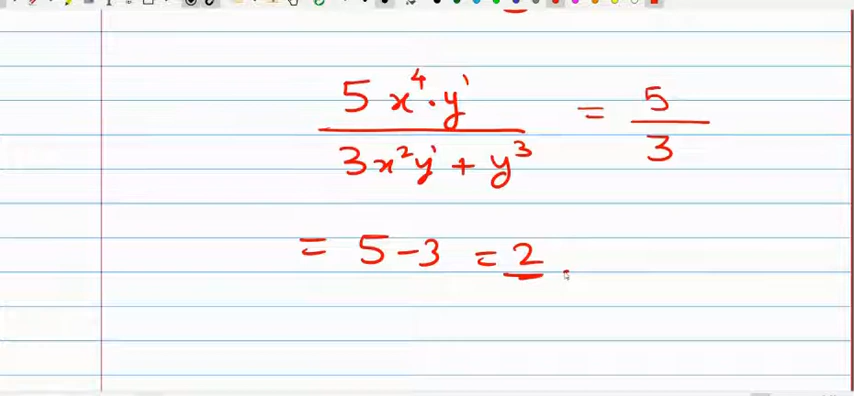 5x⁴·y¹ / 3x²y¹ + y³ = 5 / 3
= 5 - 3 = 2.